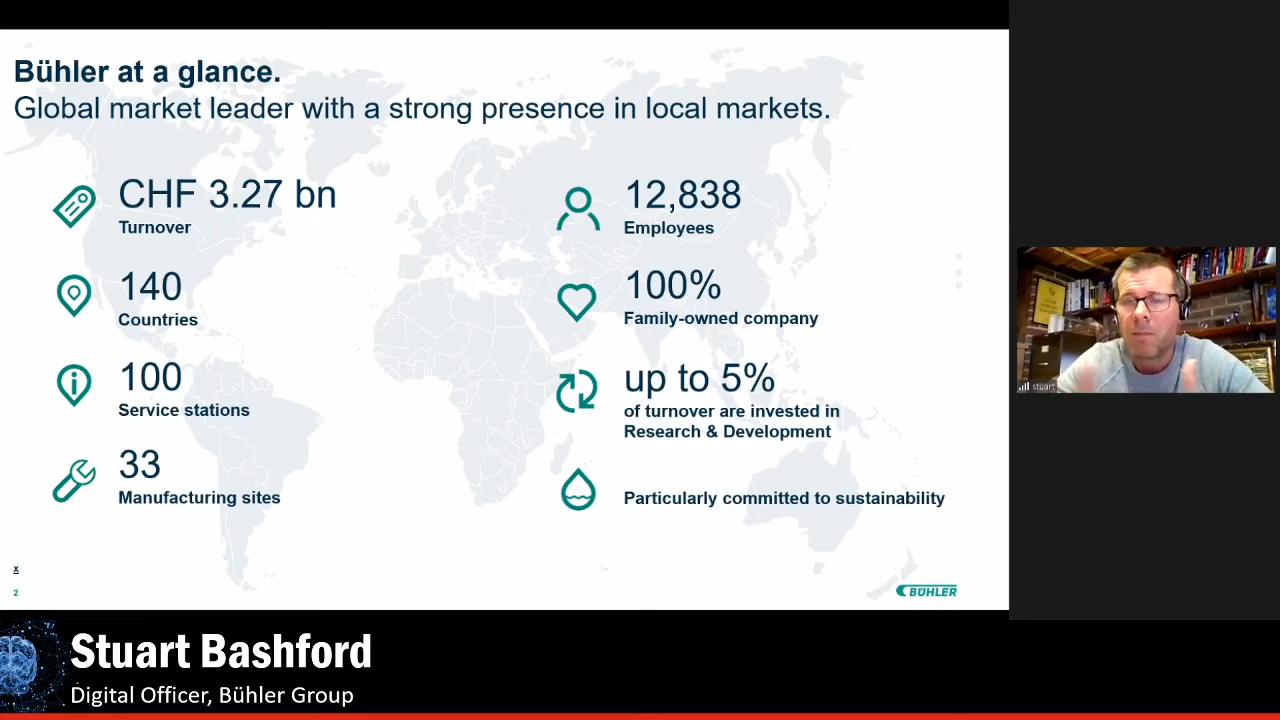 Bühler at a glance.
Global market leader with a strong presence in local markets.
CHF 3.27 bn
Turnover
140
Countries
100
Service stations
33
Manufacturing sites
12,838
Employees
100%
Family-owned company
up to 5%
of turnover are invested in
Research & Development
Particularly committed to sustainability
x
2
BÜHLER
stuart
Stuart Bashford
Digital Officer, Bühler Group